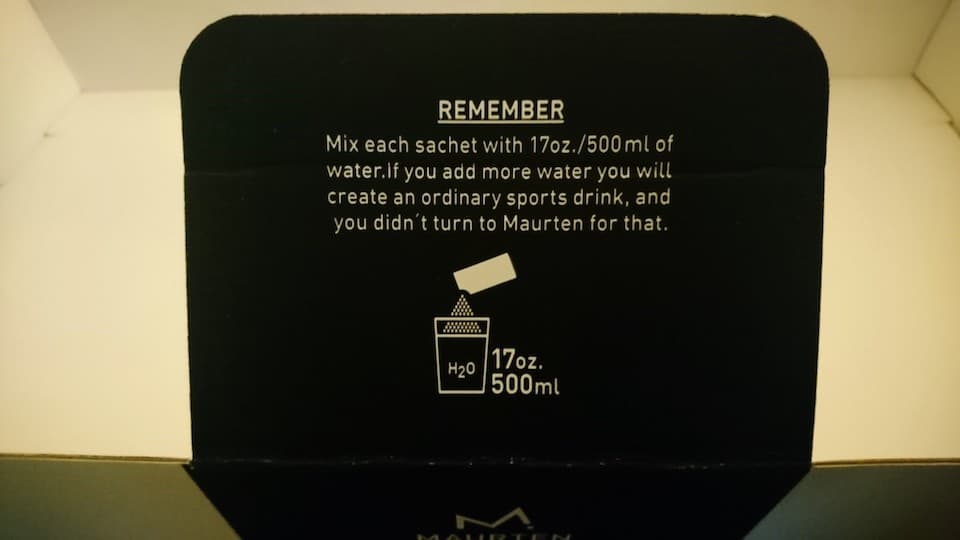 REMEMBER
Mix each sachet with 17oz./500ml of
water.If you add more water you will
create an ordinary sports drink, and
you didn´t turn to Maurten for that.
H2O
17oz.
500ml
MAURTEN